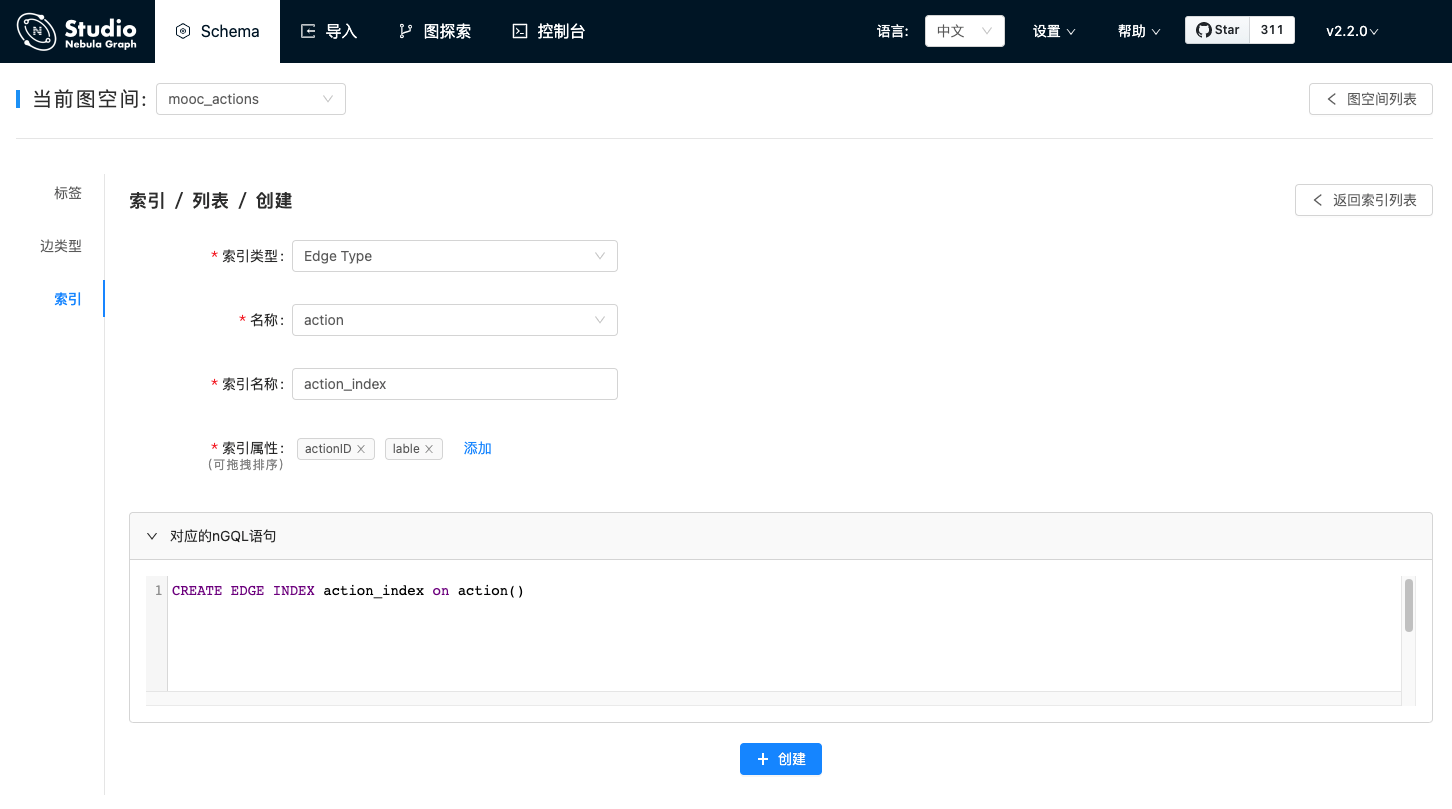 Studio
Nebula Graph
Schema
导入
图探索
控制台
语言:
中文
设置
帮助
Star
311
v2.2.0
当前图空间:
mooc_actions
图空间列表
标签
边类型
索引
索引 / 列表 / 创建
返回索引列表
* 索引类型:
Edge Type
* 名称:
action
* 索引名称:
action_index
* 索引属性:
(可拖拽排序)
actionID
lable
添加
对应的nGQL语句
1 CREATE EDGE INDEX action_index on action()
+ 创建